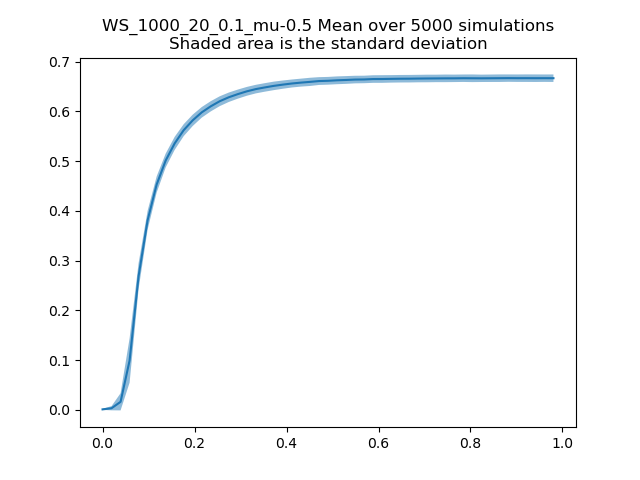 WS_1000_20_0.1_mu-0.5 Mean over 5000 simulations
Shaded area is the standard deviation
0.7
0.6
0.5
0.4
0.3
0.2
0.1
0.0
0.0 0.2 0.4 0.6 0.8 1.0